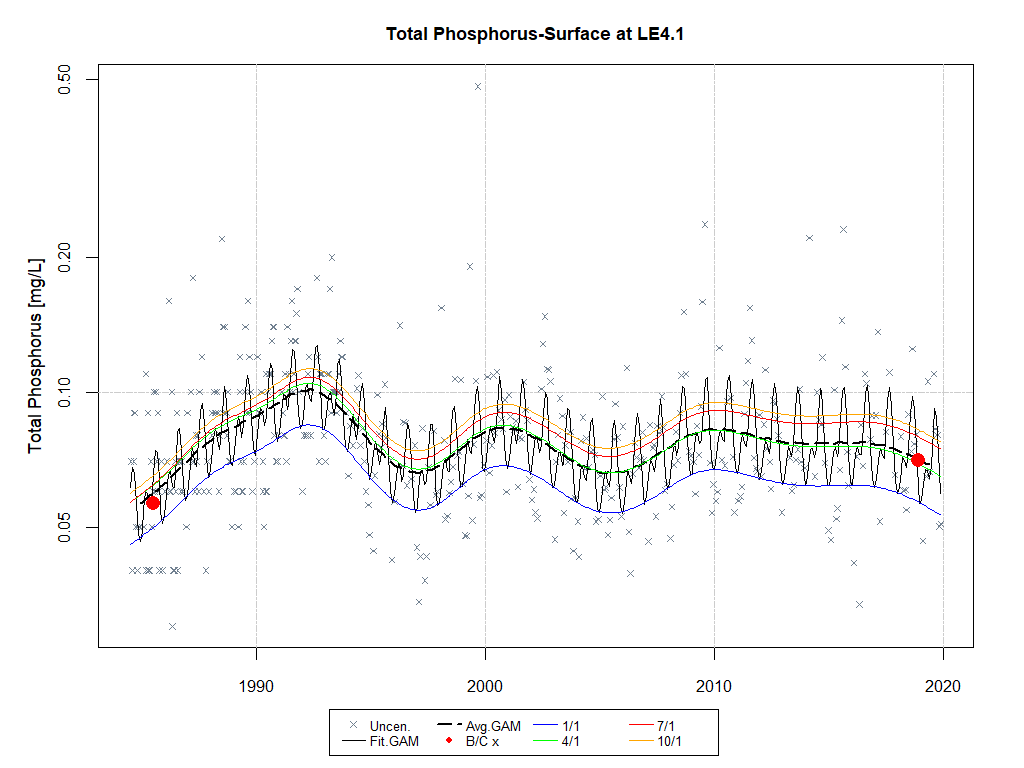 Total Phosphorus-Surface at LE4.1
Total Phosphorus [mg/L]
0.50
0.20
0.10
0.05
1990 2000 2010 2020
Uncen. Avg.GAM 1/1 7/1
Fit.GAM B/C x 4/1 10/1